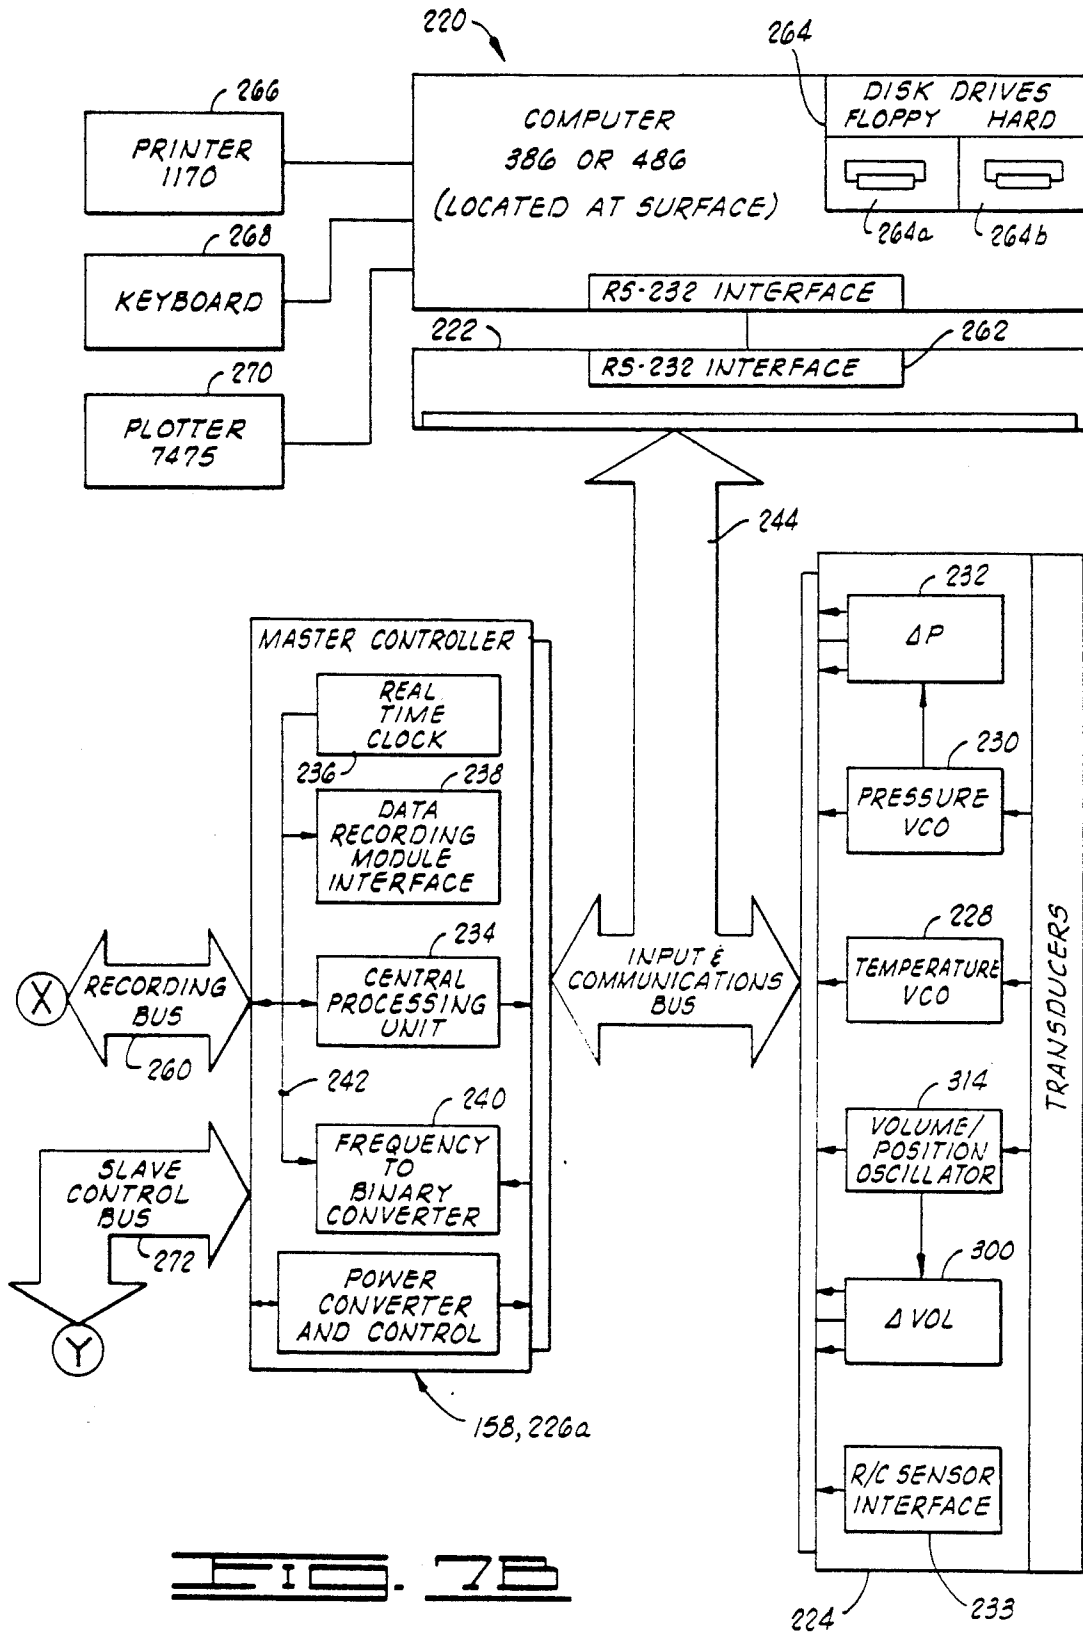 220
264
266
PRINTER
1170
COMPUTER
386 OR 486
(LOCATED AT SURFACE)
DISK DRIVES
FLOPPY HARD
264a
264b
268
KEYBOARD
RS-232 INTERFACE
222
262
RS-232 INTERFACE
270
PLOTTER
7475
244
MASTER CONTROLLER
REAL
TIME
CLOCK
236
238
DATA
RECORDING
MODULE
INTERFACE
234
CENTRAL
PROCESSING
UNIT
242
240
FREQUENCY
TO
BINARY
CONVERTER
POWER
CONVERTER
AND CONTROL
158, 226a
X
RECORDING
BUS
260
SLAVE
CONTROL
BUS
272
Y
INPUT &
COMMUNICATIONS
BUS
232
ΔP
230
PRESSURE
VCO
228
TEMPERATURE
VCO
314
VOLUME/
POSITION
OSCILLATOR
300
ΔVOL
R/C SENSOR
INTERFACE
233
224
TRANSDUCERS
FIG. 7B